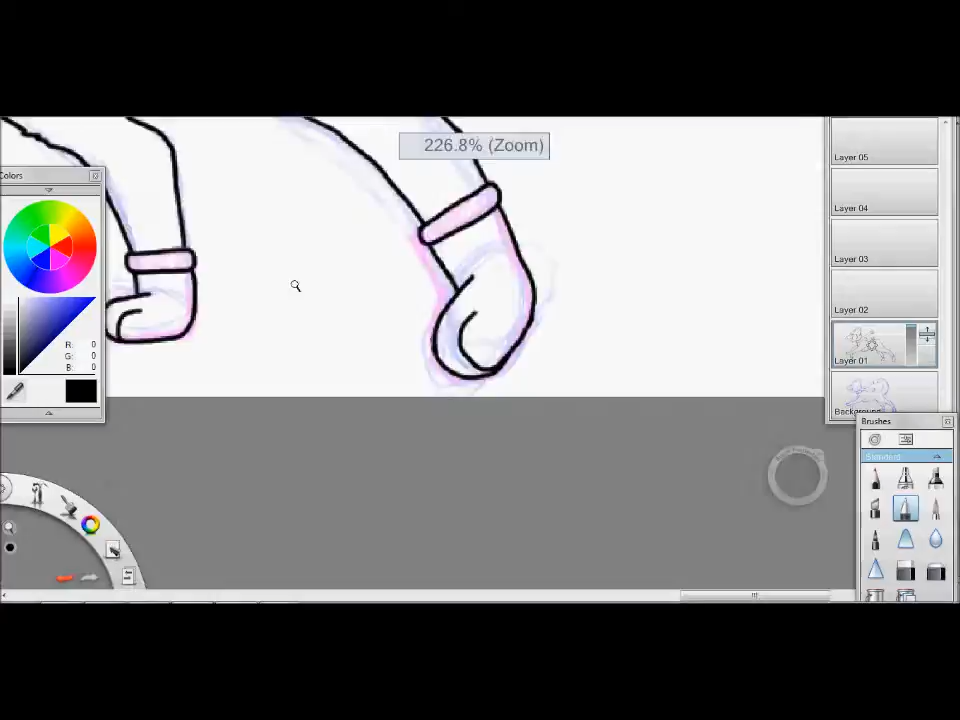 226.8% (Zoom)
Layer 05
Colors
Layer 04
Layer 03
Layer 02
R: 0
G: 0
B: 0
Layer 01
Background
Brushes
Standard